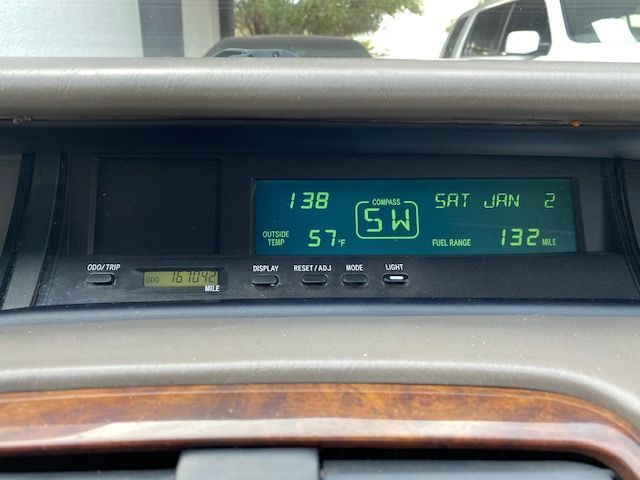 138
COMPASS
SW
SAT JAN 2
OUTSIDE
TEMP 57°F
FUEL RANGE 132 MILE
ODO/TRIP
ODO 161042
MILE
DISPLAY RESET/ADJ MODE LIGHT